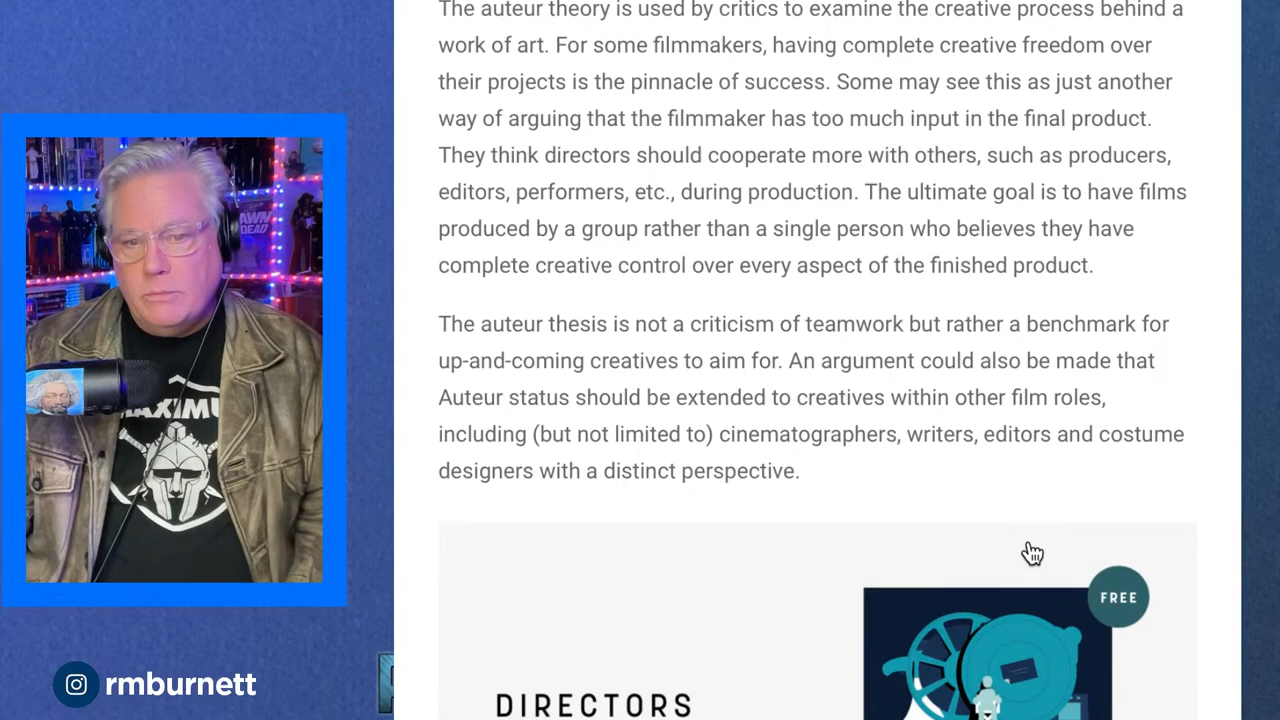 The auteur theory is used by critics to examine the creative process behind a
work of art. For some filmmakers, having complete creative freedom over
their projects is the pinnacle of success. Some may see this as just another
way of arguing that the filmmaker has too much input in the final product.
They think directors should cooperate more with others, such as producers,
editors, performers, etc., during production. The ultimate goal is to have films
produced by a group rather than a single person who believes they have
complete creative control over every aspect of the finished product.
The auteur thesis is not a criticism of teamwork but rather a benchmark for
up-and-coming creatives to aim for. An argument could also be made that
Auteur status should be extended to creatives within other film roles,
including (but not limited to) cinematographers, writers, editors and costume
designers with a distinct perspective.
FREE
DIRECTORS
AWN
DEAD
AXIMU
rmburnett